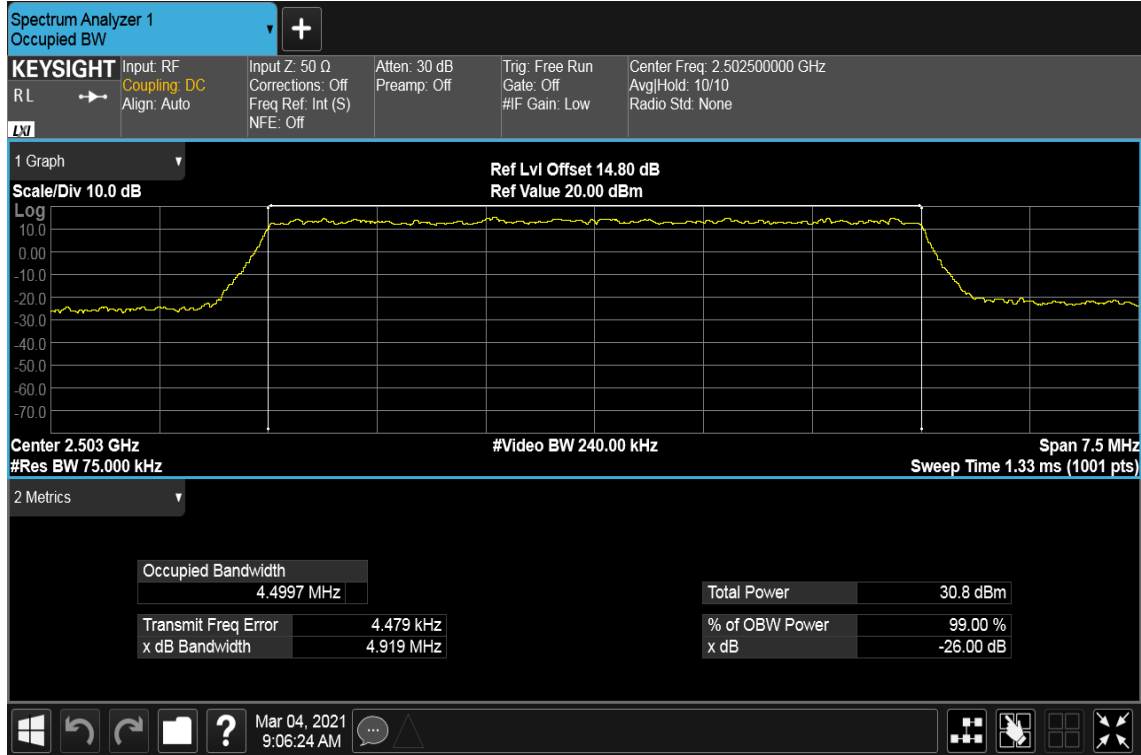 Spectrum Analyzer 1
Occupied BW
+
KEYSIGHT
RL
LXI
Input: RF
Coupling: DC
Align: Auto
Input Z: 50 Ω
Corrections: Off
Freq Ref: Int (S)
NFE: Off
Atten: 30 dB
Preamp: Off
Trig: Free Run
Gate: Off
#IF Gain: Low
Center Freq: 2.502500000 GHz
Avg|Hold: 10/10
Radio Std: None
1 Graph
Scale/Div 10.0 dB
Ref Lvl Offset 14.80 dB
Ref Value 20.00 dBm
Log
10.0
0.00
-10.0
-20.0
-30.0
-40.0
-50.0
-60.0
-70.0
Center 2.503 GHz
#Res BW 75.000 kHz
#Video BW 240.00 kHz
Span 7.5 MHz
Sweep Time 1.33 ms (1001 pts)
2 Metrics
Occupied Bandwidth
4.4997 MHz
Transmit Freq Error 4.479 kHz
x dB Bandwidth 4.919 MHz
Total Power 30.8 dBm
% of OBW Power 99.00 %
x dB -26.00 dB
?
Mar 04, 2021
9:06:24 AM